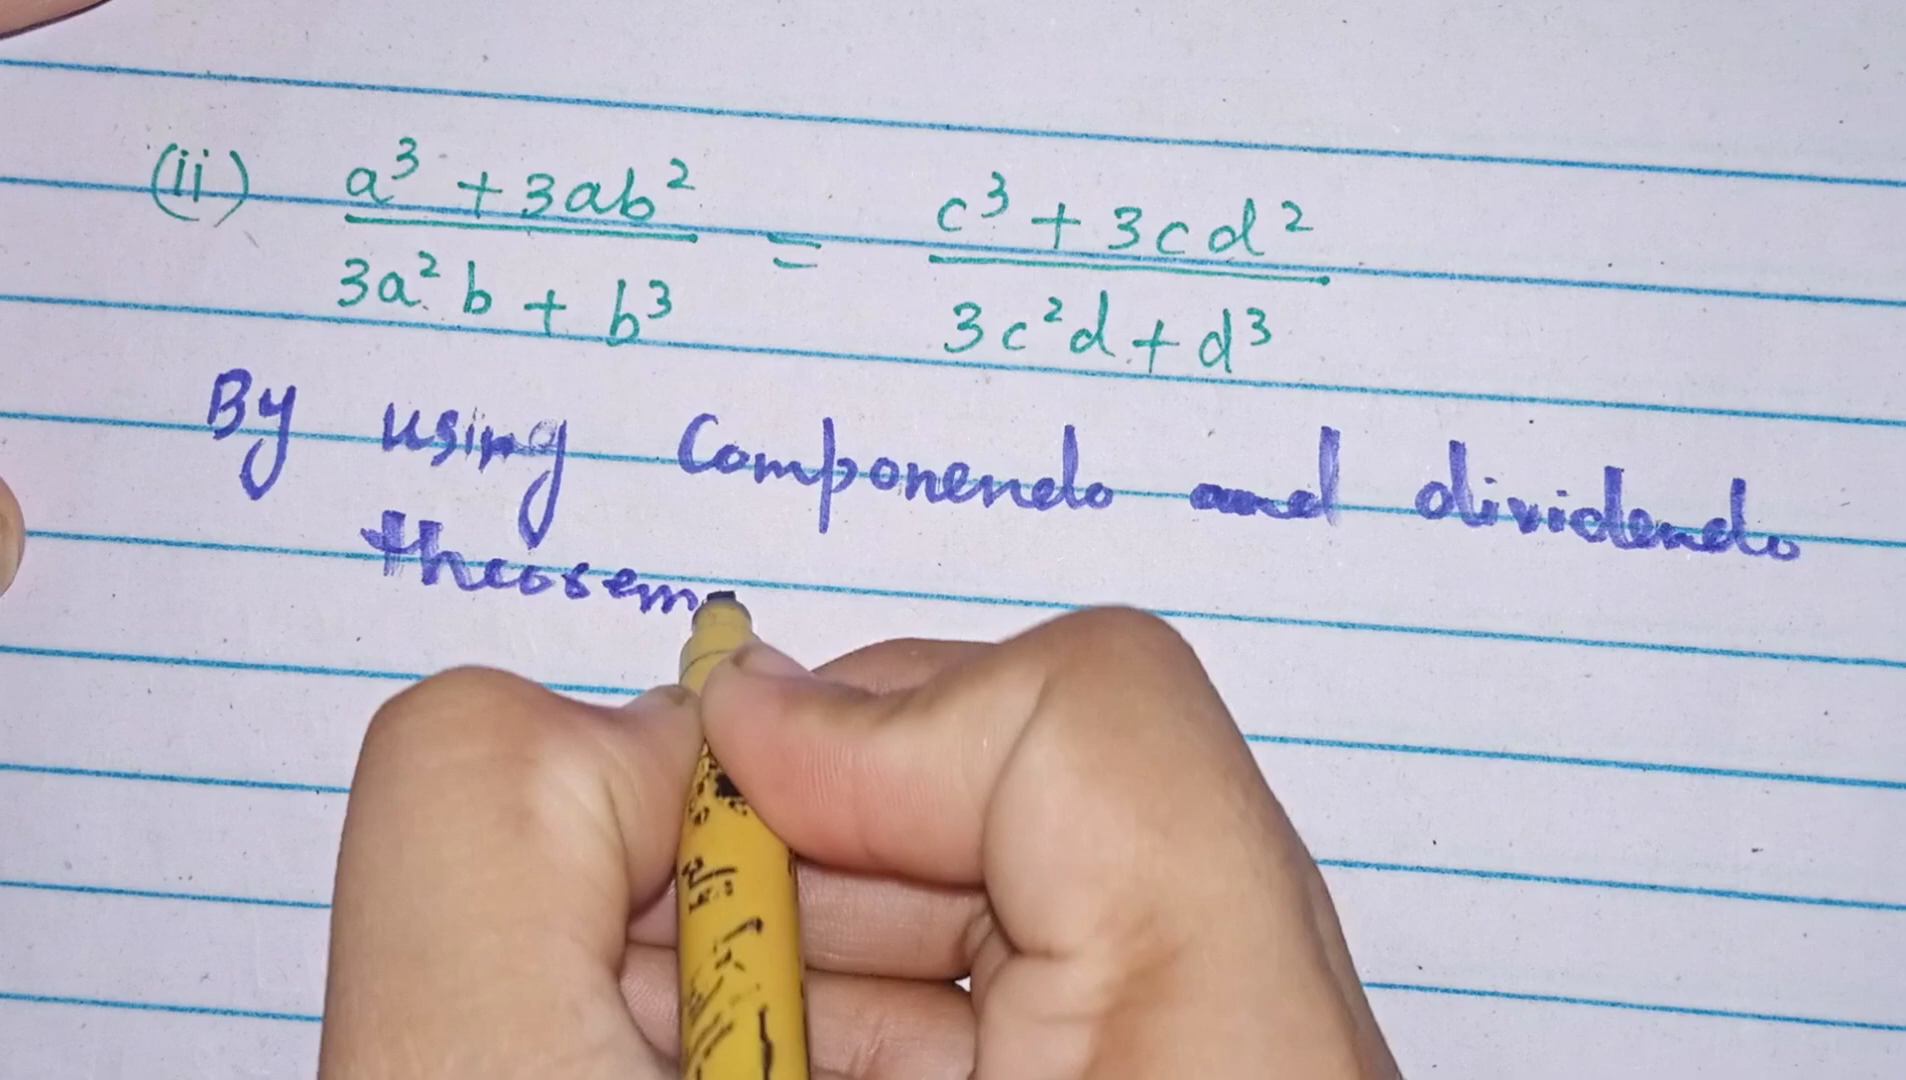 (ii) a³ + 3ab² / 3a²b + b³ = c³ + 3cd² / 3c²d + d³
By using Componendo and dividendo
theorem